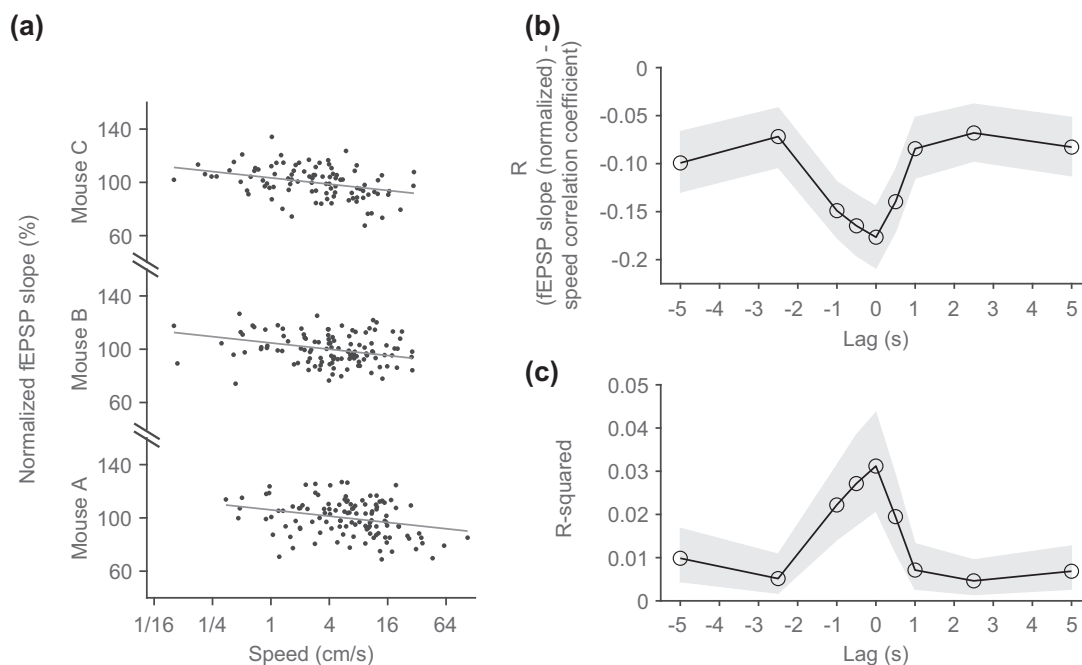 (a)
Normalized fEPSP slope (%)
Mouse C
140
100
60
Mouse B
140
100
60
Mouse A
140
100
60
1/16 1/4 1 4 16 64
Speed (cm/s)
(b)
R
(fEPSP slope (normalized) -
speed correlation coefficient)
0
-0.05
-0.10
-0.15
-0.2
-5 -4 -3 -2 -1 0 1 2 3 4 5
Lag (s)
(c)
R-squared
0.05
0.04
0.03
0.02
0.01
0
-5 -4 -3 -2 -1 0 1 2 3 4 5
Lag (s)